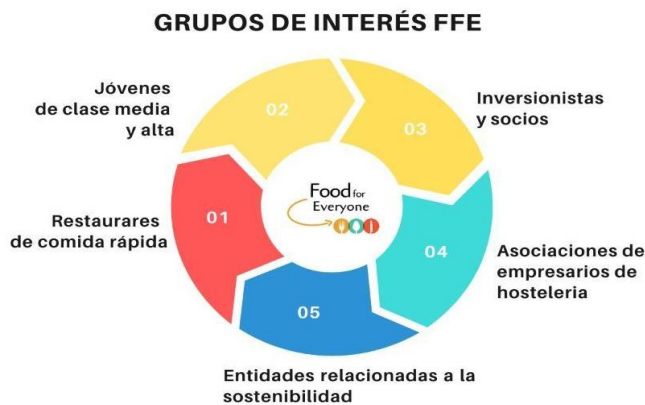 GRUPOS DE INTERÉS FFE
01
Restaurares
de comida rápida
02
Jóvenes
de clase media
y alta
03
Inversionistas
y socios
04
Asociaciones de
empresarios de
hosteleria
05
Entidades relacionadas a la
sostenibilidad
Food for
Everyone